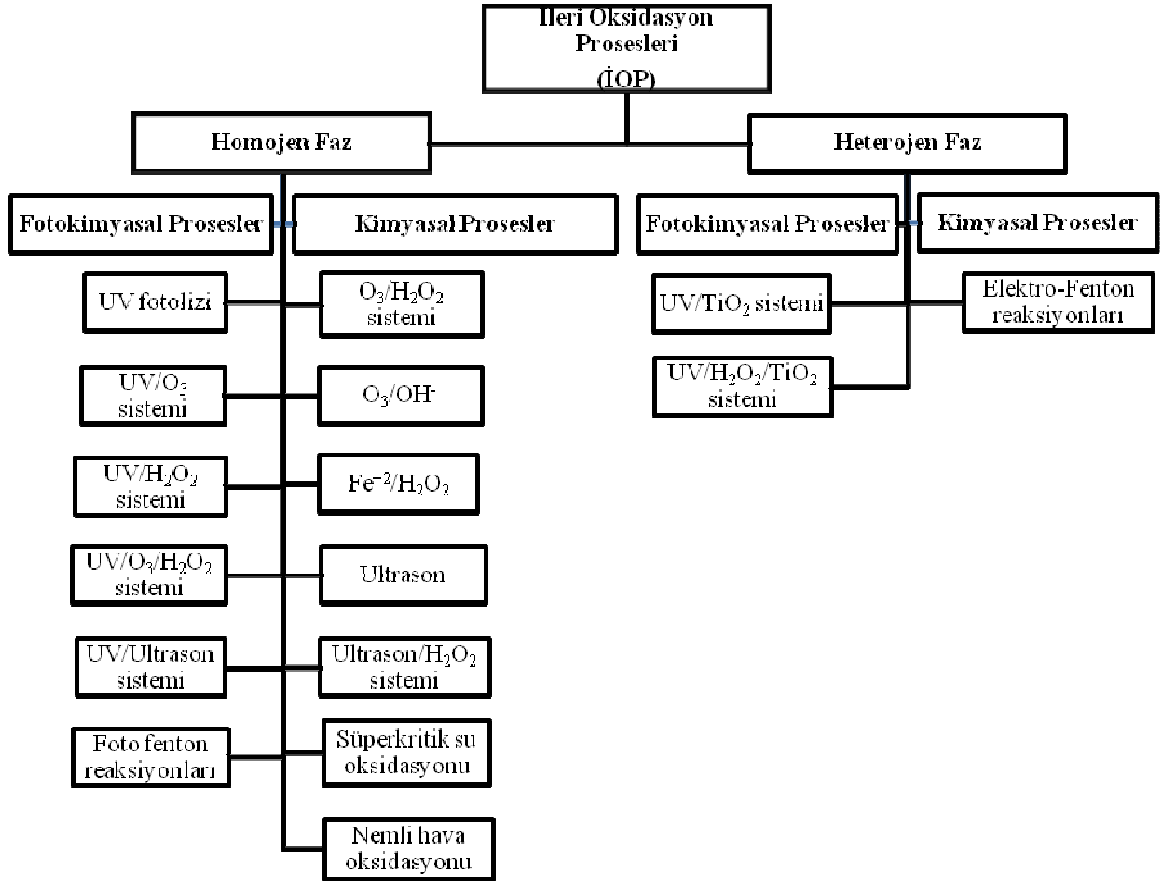 İleri Oksidasyon
Prosesleri
(İOP)
Homojen Faz
Heterojen Faz
Fotokimyasal Prosesler
Kimyasal Prosesler
Fotokimyasal Prosesler
Kimyasal Prosesler
UV fotolizi
O₃/H₂O₂
sistemi
UV/TiO₂ sistemi
Elektro-Fenton
reaksiyonları
UV/O₃
sistemi
O₃/OH⁻
UV/H₂O₂/TiO₂
sistemi
UV/H₂O₂
sistemi
Fe⁺²/H₂O₂
UV/O₃/H₂O₂
sistemi
Ultrason
UV/Ultrason
sistemi
Ultrason/H₂O₂
sistemi
Foto fenton
reaksiyonları
Süperkritik su
oksidasyonu
Nemli hava
oksidasyonu